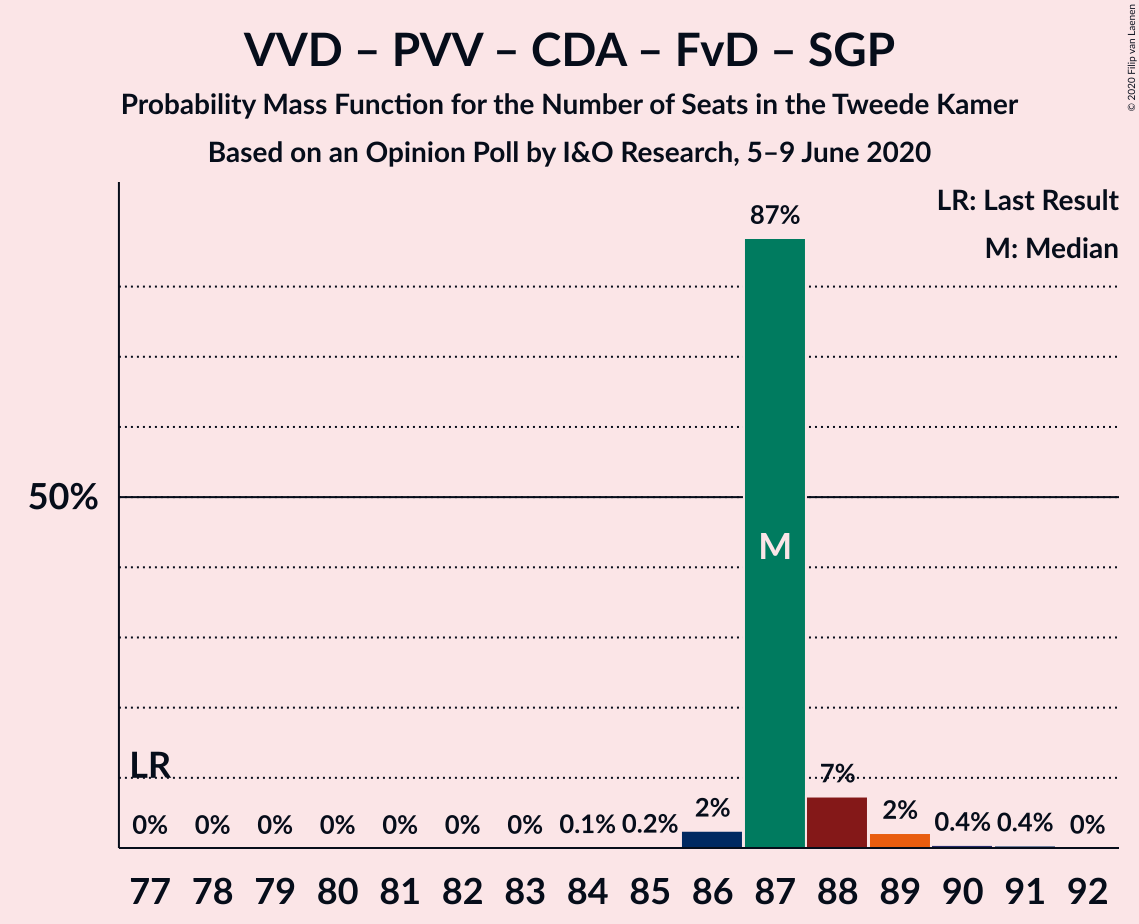 VVD – PVV – CDA – FvD – SGP
Probability Mass Function for the Number of Seats in the Tweede Kamer
Based on an Opinion Poll by I&O Research, 5–9 June 2020
© 2020 Filip van Laenen
LR: Last Result
M: Median
87%
50%
M
LR
0% 0% 0% 0% 0% 0% 0% 0.1% 0.2% 2% 7% 2% 0.4% 0.4% 0%
77 78 79 80 81 82 83 84 85 86 87 88 89 90 91 92